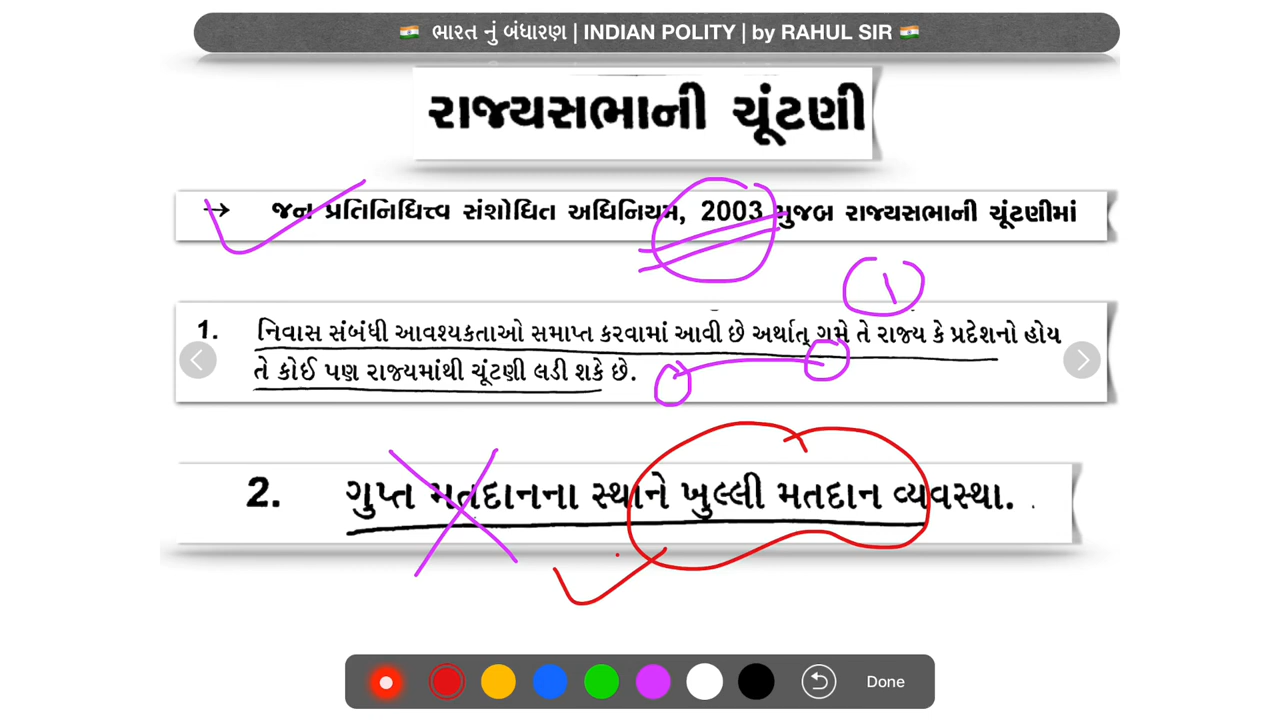 🇮🇳 ભારત નું બંધારણ | INDIAN POLITY | by RAHUL SIR 🇮🇳
રાજ્યસભાની ચૂંટણી
→ જન પ્રતિનિધિત્ત્વ સંશોધિત અધિનિયમ, 2003 મુજબ રાજ્યસભાની ચૂંટણીમાં
૧
1. નિવાસ સંબંધી આવશ્યકતાઓ સમાપ્ત કરવામાં આવી છે અર્થાત્ ગમે તે રાજ્ય કે પ્રદેશનો હોય
તે કોઈ પણ રાજ્યમાંથી ચૂંટણી લડી શકે છે.
2. ગુપ્ત મતદાનના સ્થાને ખુલ્લી મતદાન વ્યવસ્થા.
Done